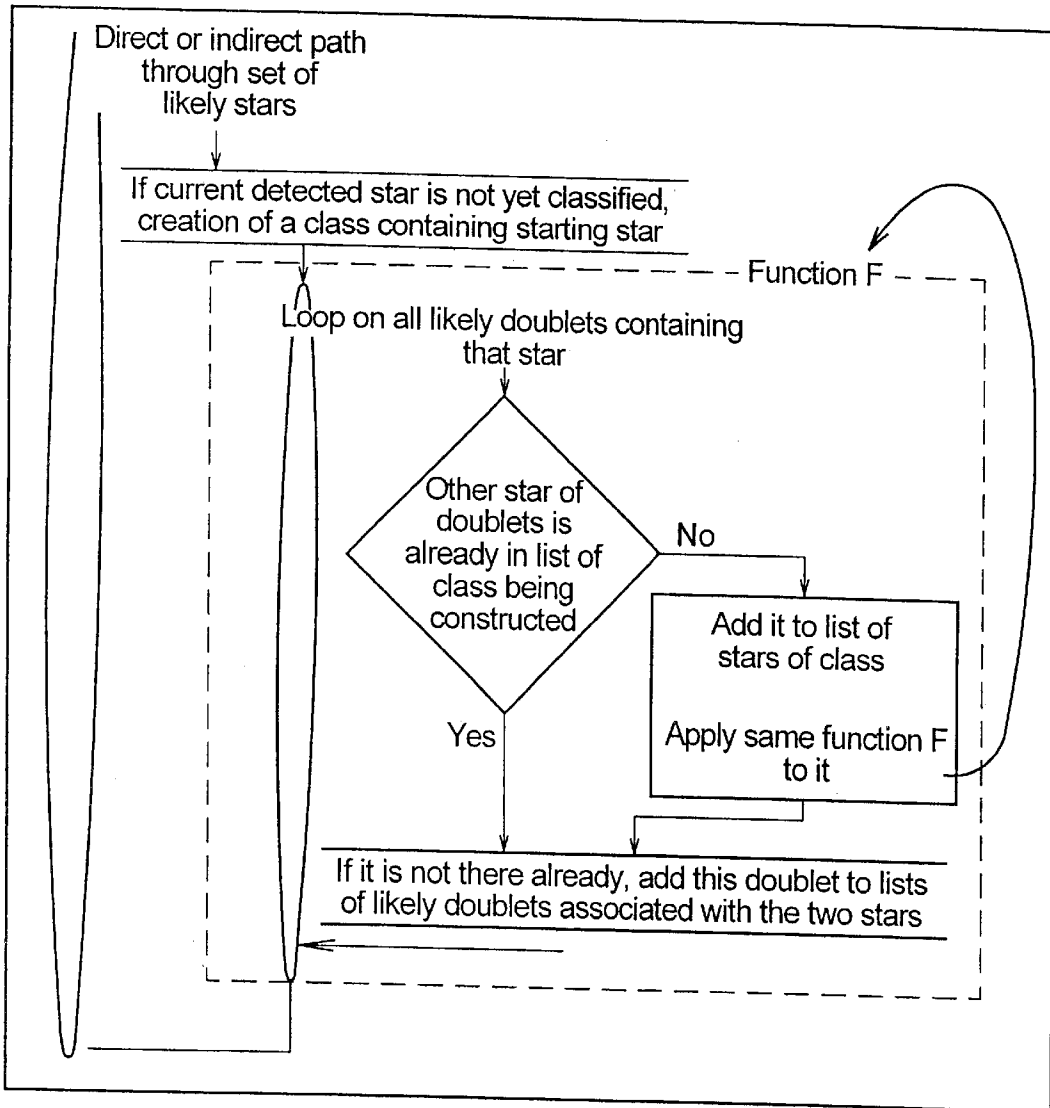 Direct or indirect path
through set of
likely stars
If current detected star is not yet classified,
creation of a class containing starting star
Function F
Loop on all likely doublets containing
that star
Other star of
doublets is
already in list of
class being
constructed
No
Add it to list of
stars of class
Apply same function F
to it
Yes
If it is not there already, add this doublet to lists
of likely doublets associated with the two stars